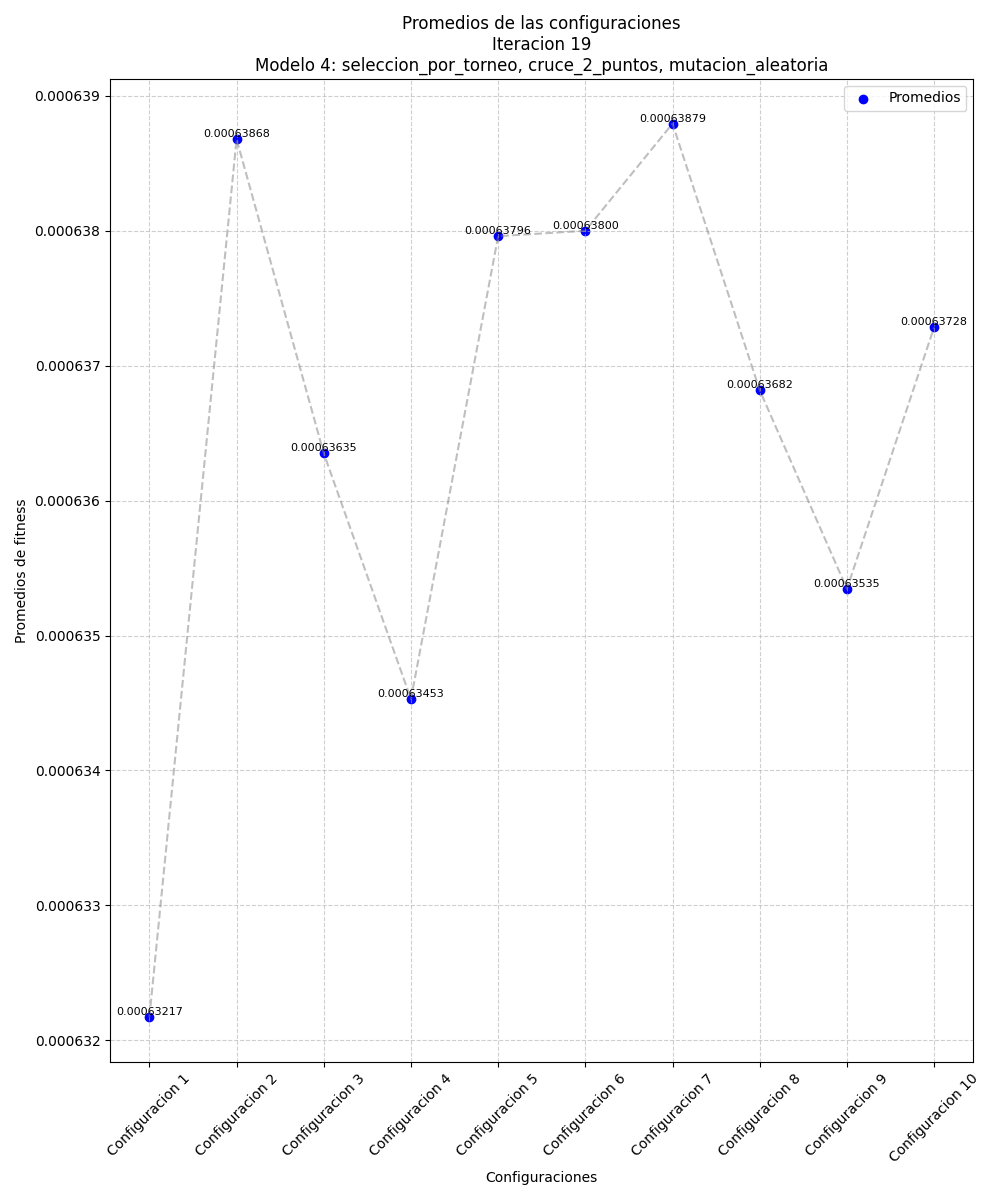 Promedios de las configuraciones
Iteracion 19
Modelo 4: seleccion_por_torneo, cruce_2_puntos, mutacion_aleatoria
Promedios
0.000639
0.000638
0.000637
0.000636
0.000635
0.000634
0.000633
0.000632
Promedios de fitness
0.00063217
0.00063868
0.00063635
0.00063453
0.00063796
0.00063800
0.00063879
0.00063682
0.00063535
0.00063728
Configuracion 1
Configuracion 2
Configuracion 3
Configuracion 4
Configuracion 5
Configuracion 6
Configuracion 7
Configuracion 8
Configuracion 9
Configuracion 10
Configuraciones